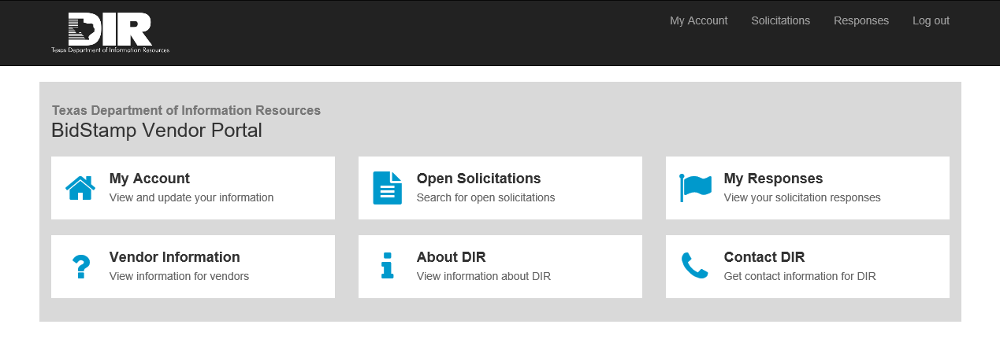 DIR
Texas Department of Information Resources
My Account Solicitations Responses Log out
Texas Department of Information Resources
BidStamp Vendor Portal
My Account
View and update your information
Open Solicitations
Search for open solicitations
My Responses
View your solicitation responses
Vendor Information
View information for vendors
About DIR
View information about DIR
Contact DIR
Get contact information for DIR